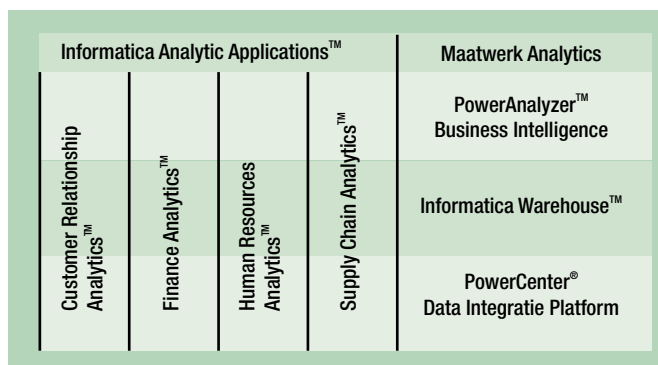 Informatica Analytic Applications™
Maatwerk Analytics
Customer Relationship
Analytics™
Finance Analytics™
Human Resources
Analytics™
Supply Chain Analytics™
PowerAnalyzer™
Business Intelligence
Informatica Warehouse™
PowerCenter®
Data Integratie Platform